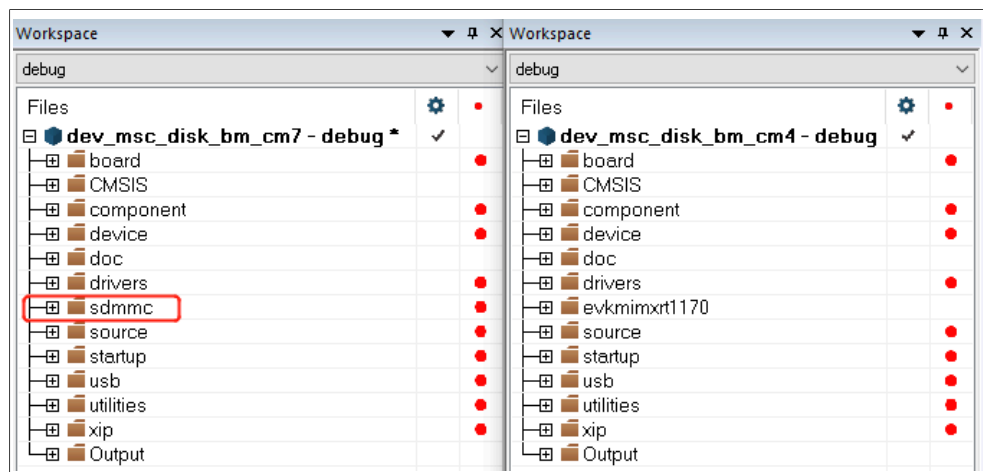 Workspace
debug
Files
dev_msc_disk_bm_cm7 - debug *
board
CMSIS
component
device
doc
drivers
sdmmc
source
startup
usb
utilities
xip
Output
Workspace
debug
Files
dev_msc_disk_bm_cm4 - debug
board
CMSIS
component
device
doc
drivers
evkmimxrt1170
source
startup
usb
utilities
xip
Output